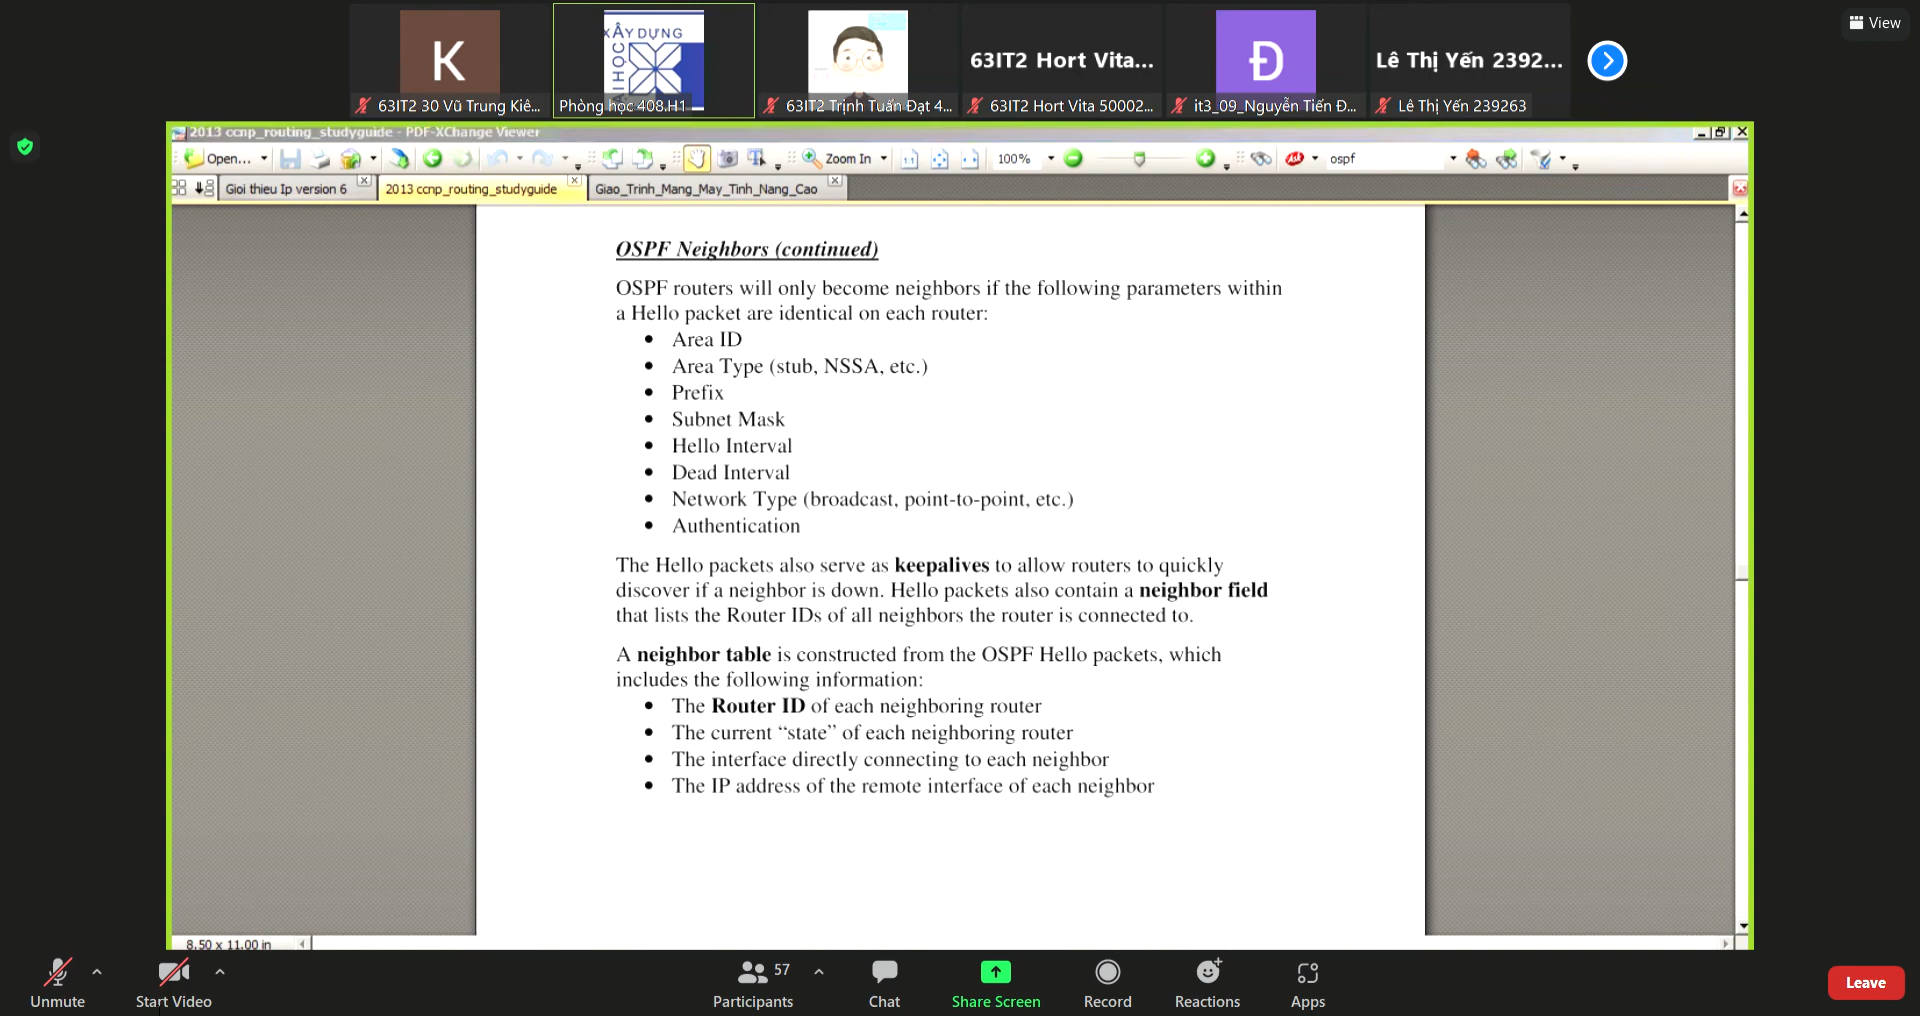 View
K
XÂY DỰNG
Đ
63IT2 Hort Vita...
Lê Thị Yến 2392...
63IT2 30 Vũ Trung Kiê...
Phòng học 408.H1
63IT2 Trịnh Tuấn Đạt 4...
63IT2 Hort Vita 50002...
it3_09_Nguyễn Tiến Đ...
Lê Thị Yến 239263
2013 ccnp_routing_studyguide - PDF-XChange Viewer
Open...
Zoom In
100%
ospf
Gioi thieu Ip version 6
2013 ccnp_routing_studyguide
Giao_Trinh_Mang_May_Tinh_Nang_Cao
OSPF Neighbors (continued)
OSPF routers will only become neighbors if the following parameters within
a Hello packet are identical on each router:
• Area ID
• Area Type (stub, NSSA, etc.)
• Prefix
• Subnet Mask
• Hello Interval
• Dead Interval
• Network Type (broadcast, point-to-point, etc.)
• Authentication
The Hello packets also serve as keepalives to allow routers to quickly
discover if a neighbor is down. Hello packets also contain a neighbor field
that lists the Router IDs of all neighbors the router is connected to.
A neighbor table is constructed from the OSPF Hello packets, which
includes the following information:
• The Router ID of each neighboring router
• The current “state” of each neighboring router
• The interface directly connecting to each neighbor
• The IP address of the remote interface of each neighbor
8.50 x 11.00 in
Unmute
Start Video
57
Participants
Chat
Share Screen
Record
Reactions
Apps
Leave